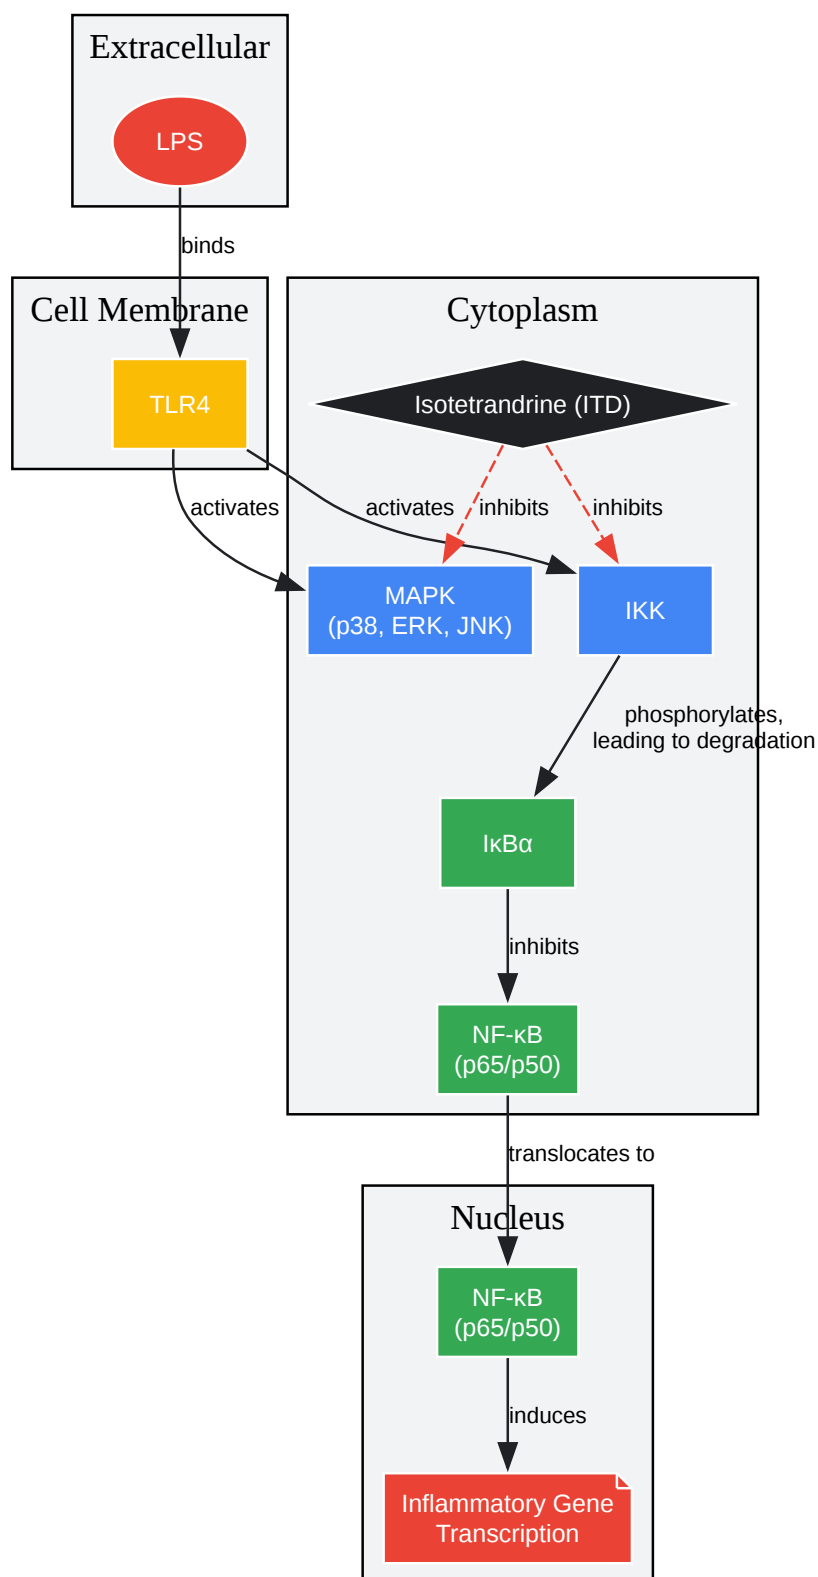 Extracellular
LPS
binds
Cell Membrane
Cytoplasm
TLR4
Isotetrandrine (ITD)
activates
activates
inhibits
inhibits
MAPK
(p38, ERK, JNK)
IKK
phosphorylates,
leading to degradation
IκBα
inhibits
NF-κB
(p65/p50)
translocates to
Nucleus
NF-κB
(p65/p50)
induces
Inflammatory Gene
Transcription